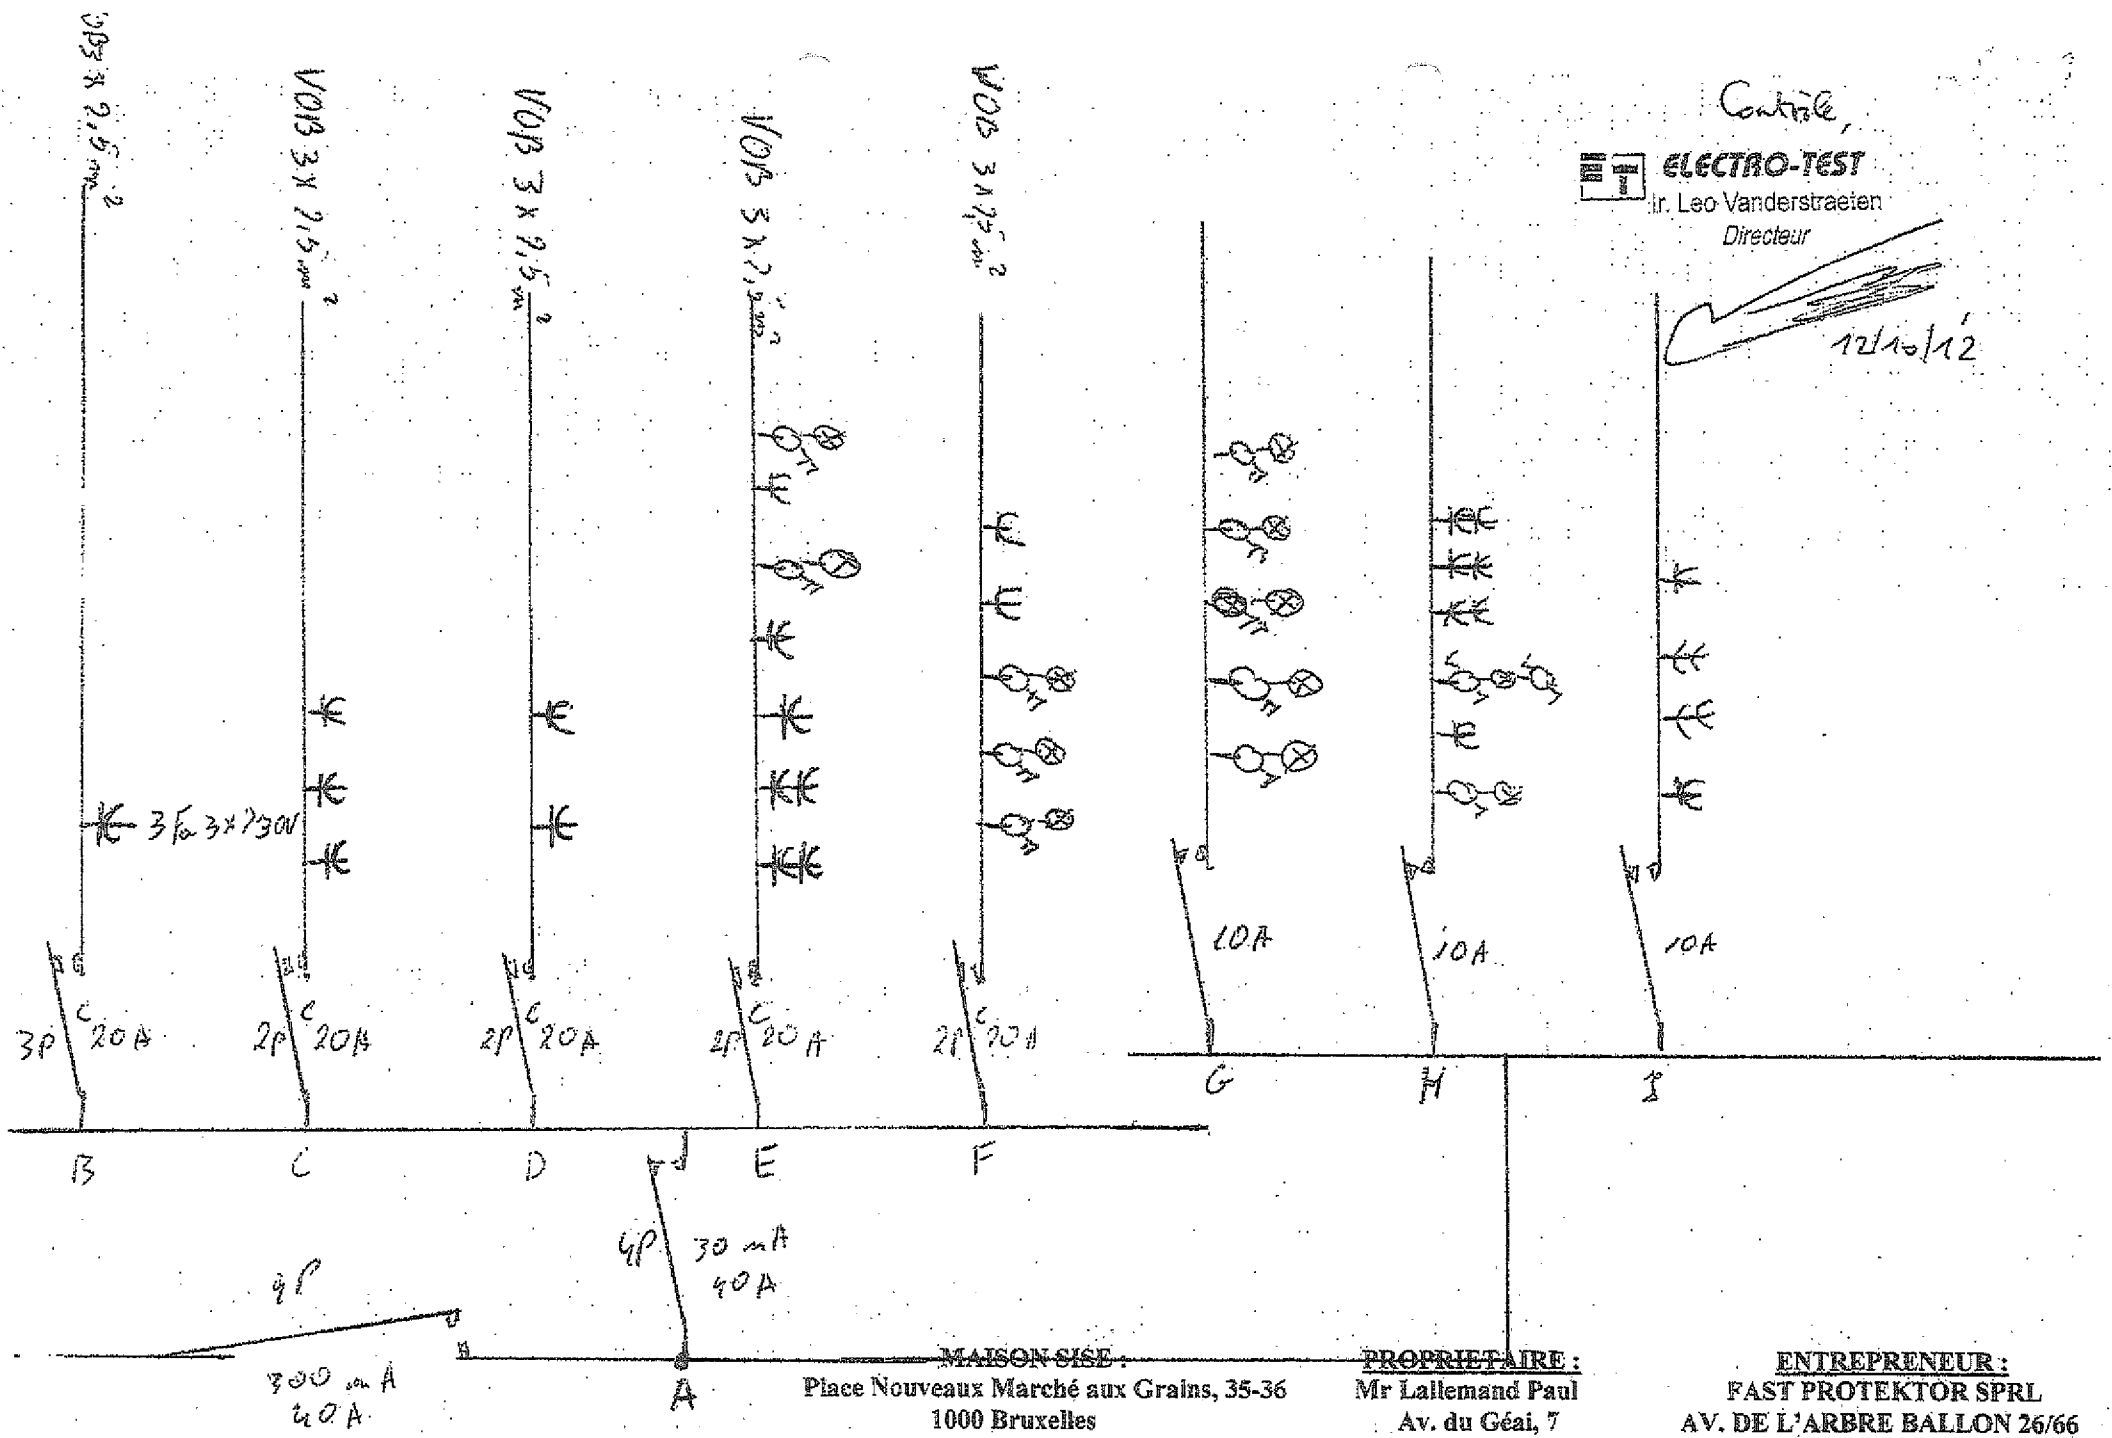 VOB 3 x 2,5 mm²
VOB 3 x 2,5 mm²
VOB 3 x 2,5 mm²
VOB 3 x 2,5 mm²
Contrôle,
ET ELECTRO-TEST
Ir. Leo Vanderstraeten
Directeur
12/10/12
3 x 230V
10A
10A
10A
3P C 20A
2P C 20A
2P C 20A
2P C 20A
2P C 20A
G
H
I
B
C
D
E
F
4P
30 mA
40A
4P
300 mA
40A
A
MAISON SISE :
Place Nouveaux Marché aux Grains, 35-36
1000 Bruxelles
PROPRIETAIRE :
Mr Lallemand Paul
Av. du Géai, 7
ENTREPRENEUR :
FAST PROTEKTOR SPRL
AV. DE L'ARBRE BALLON 26/66